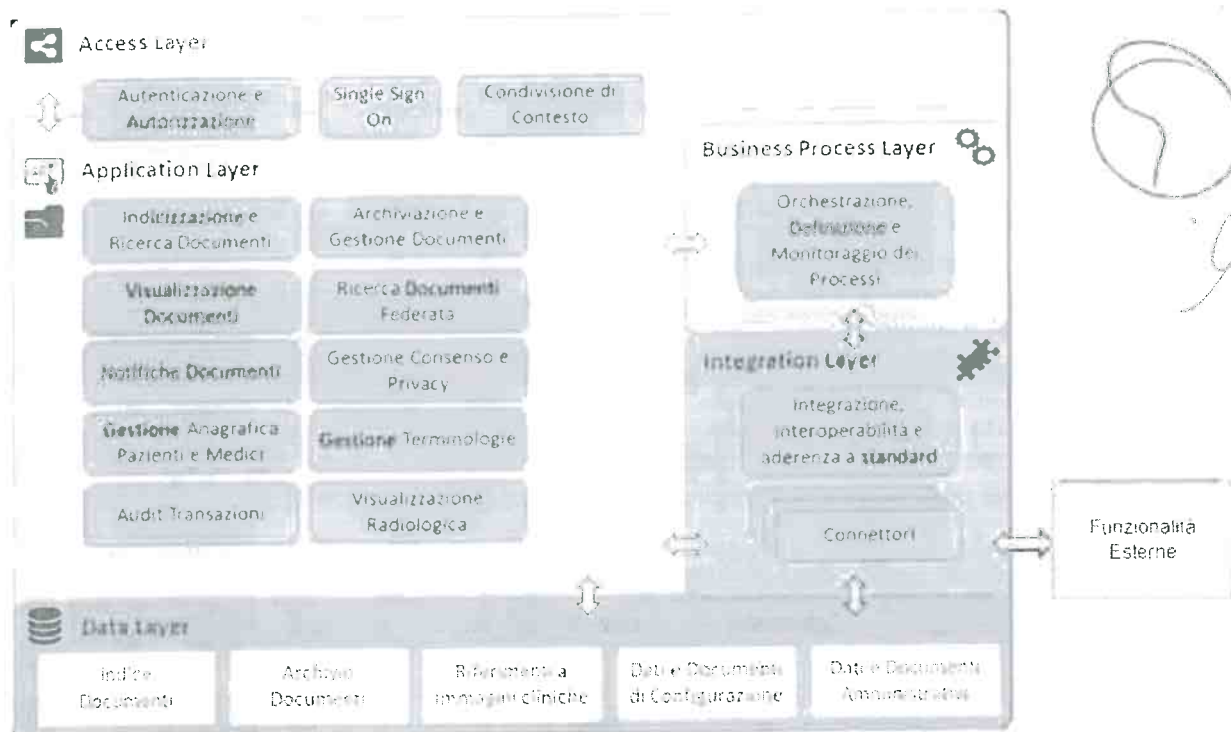 Access Layer
Autenticazione e
Autorizzazione
Single Sign
On
Condivisione di
Contesto
Application Layer
Indicizzazione e
Ricerca Documenti
Archiviazione e
Gestione Documenti
Visualizzazione
Documenti
Ricerca Documenti
Federata
Notifiche Documenti
Gestione Consenso e
Privacy
Gestione Anagrafica
Pazienti e Medici
Gestione Terminologie
Audit Transazioni
Visualizzazione
Radiologica
Business Process Layer
Orchestrazione,
Definizione e
Monitoraggio dei
Processi
Integration Layer
Integrazione,
interoperabilità e
aderenza a standard
Connettori
Funzionalità
Esterne
Data Layer
Indice
Documenti
Archivio
Documenti
Riferimenti a
immagini cliniche
Dati e Documenti
di Configurazione
Dati e Documenti
Amministrativi